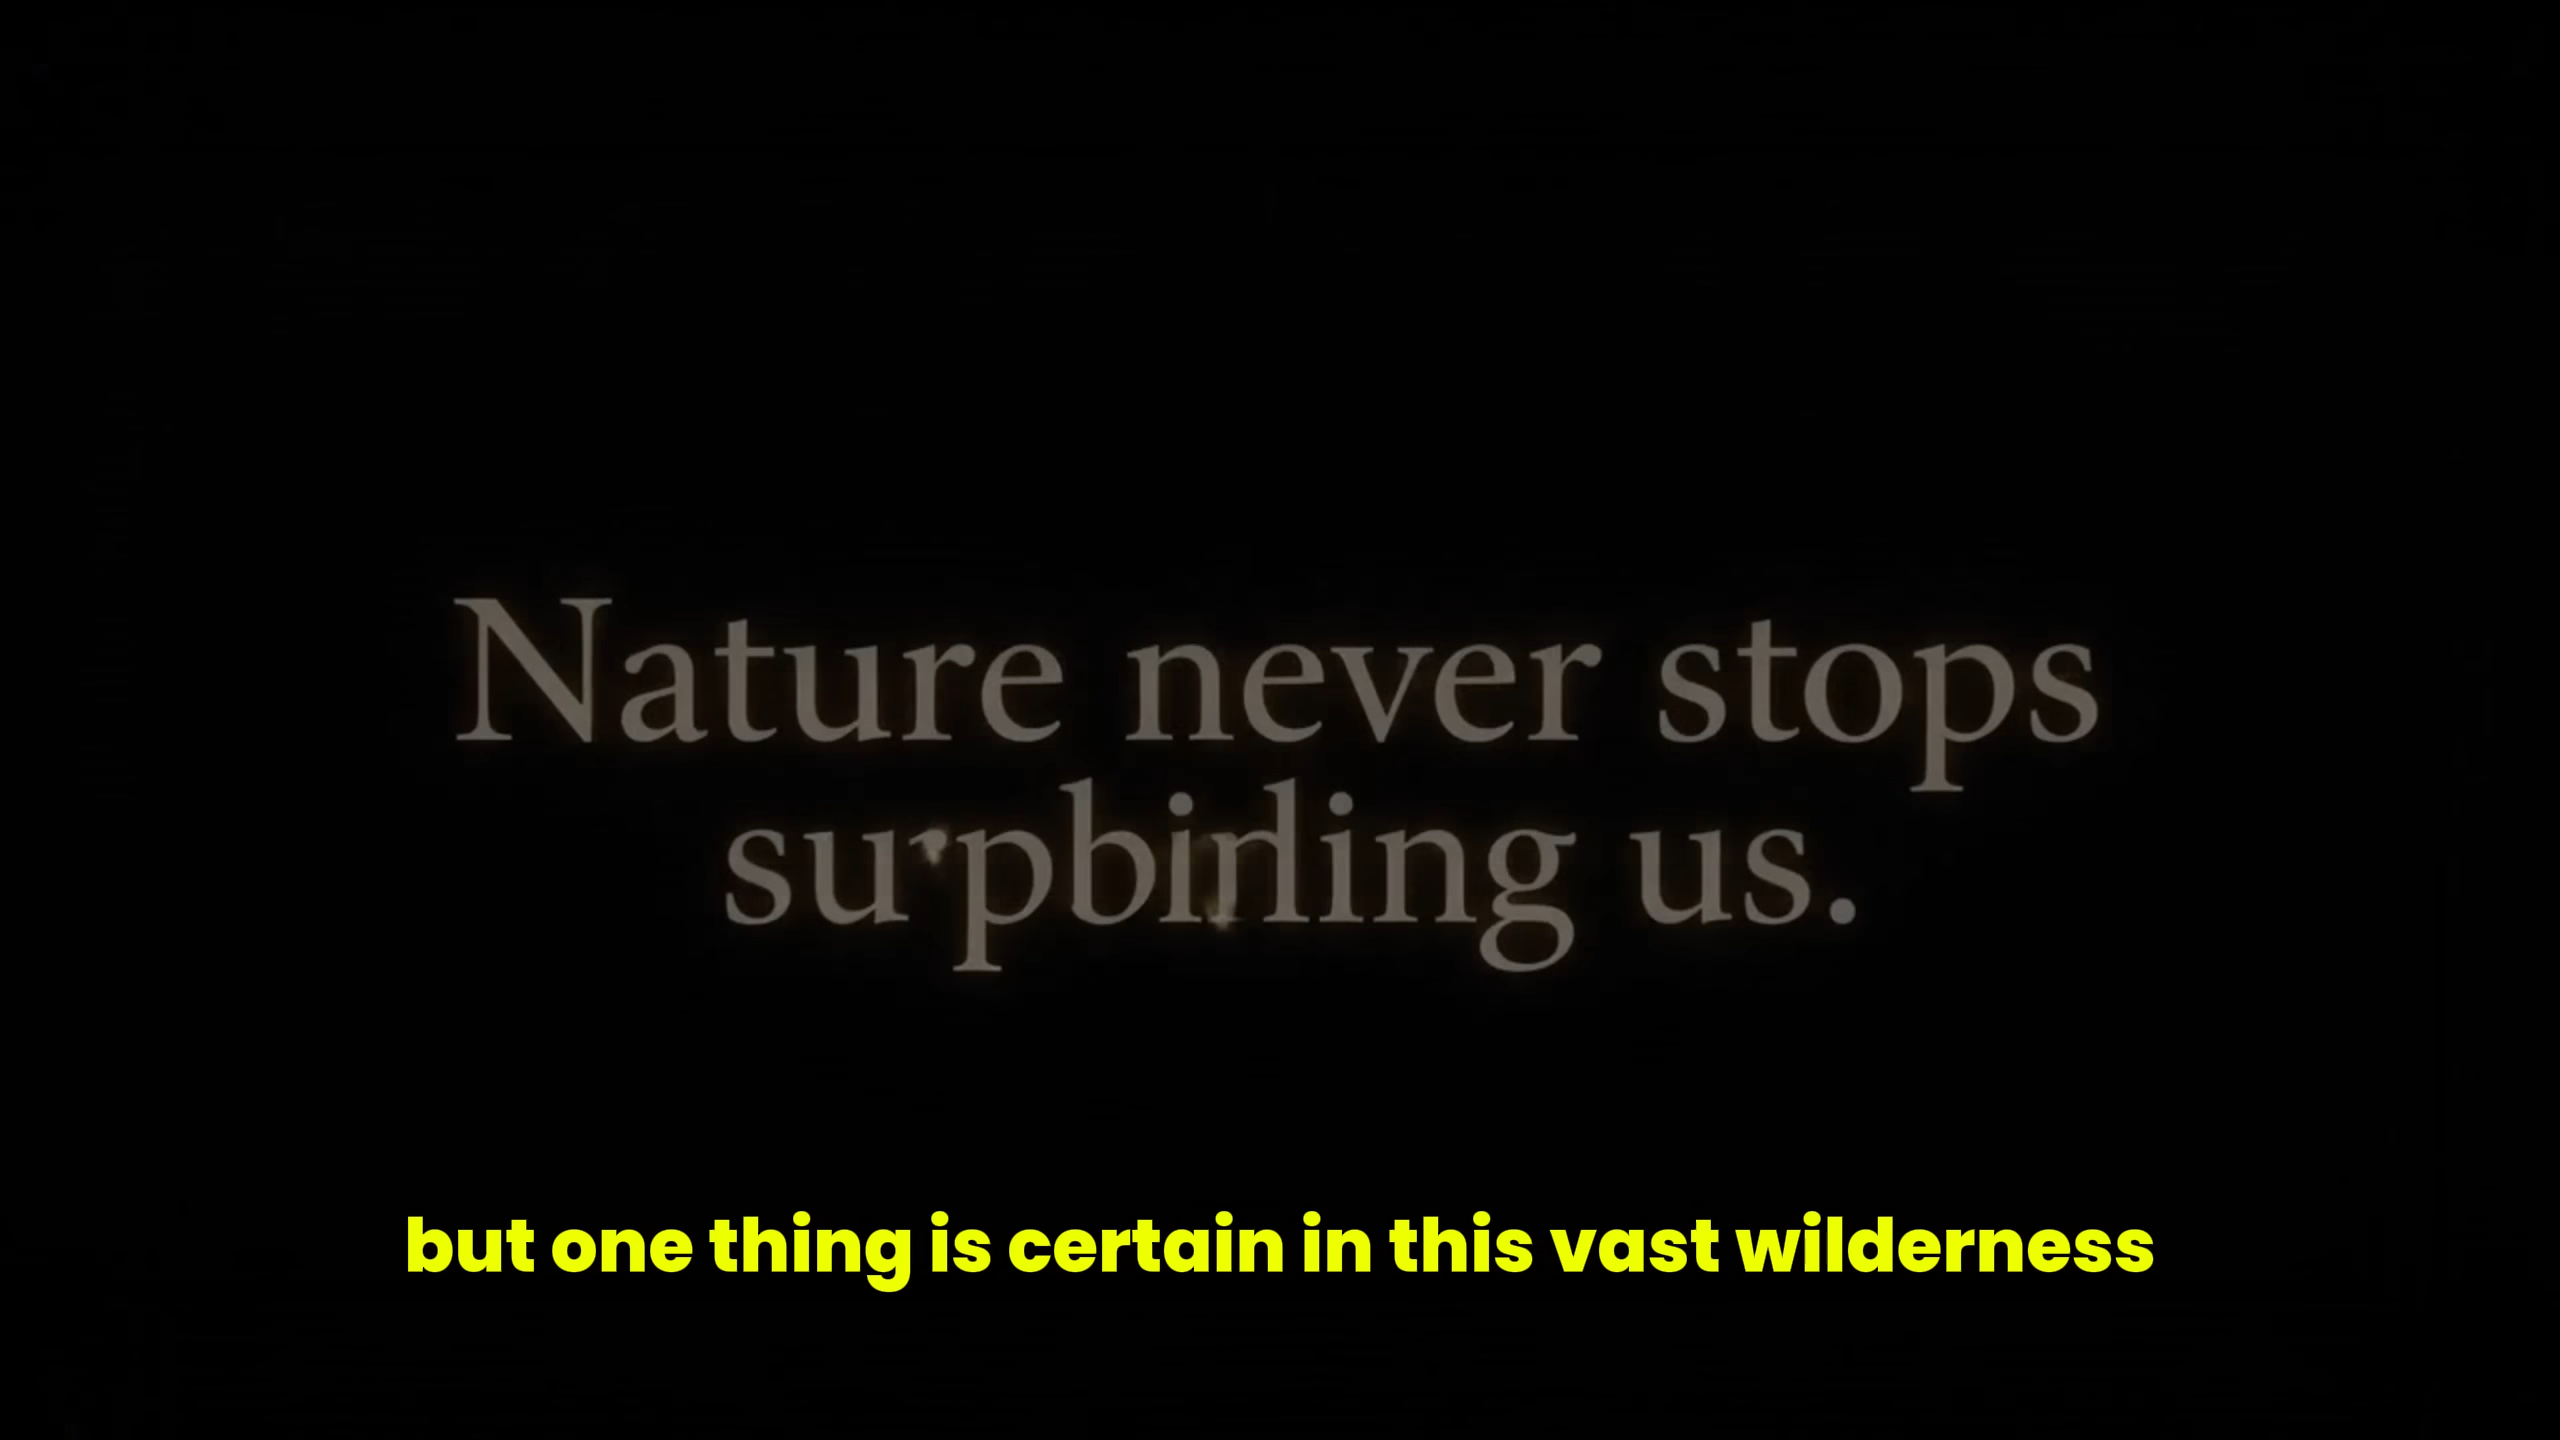 Nature never stops
us.
but one thing is certain in this vast wilderness